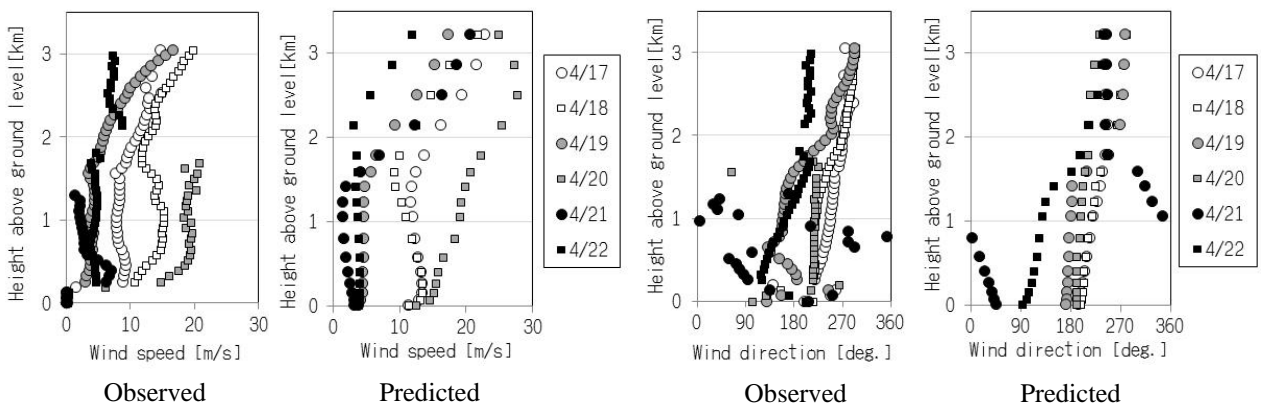 Height above ground level[km]
3
2
1
0
0 10 20 30
Wind speed [m/s]
Observed
Height above ground level[km]
3
2
1
0
0 10 20 30
Wind speed [m/s]
Predicted
4/17
4/18
4/19
4/20
4/21
4/22
Height above ground level[km]
3
2
1
0
0 90 180 270 360
Wind direction [deg.]
Observed
Height above ground level[km]
3
2
1
0
0 90 180 270 360
Wind direction [deg.]
Predicted
4/17
4/18
4/19
4/20
4/21
4/22